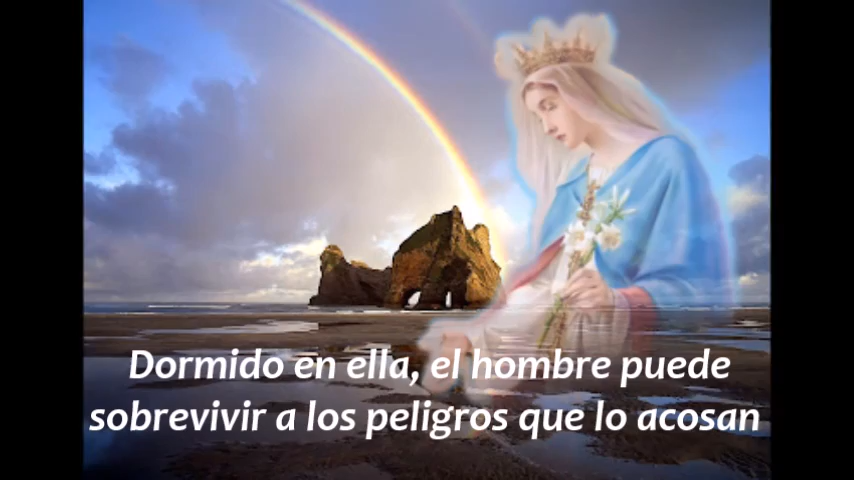 Dormido en ella, el hombre puede
sobrevivir a los peligros que lo acosan